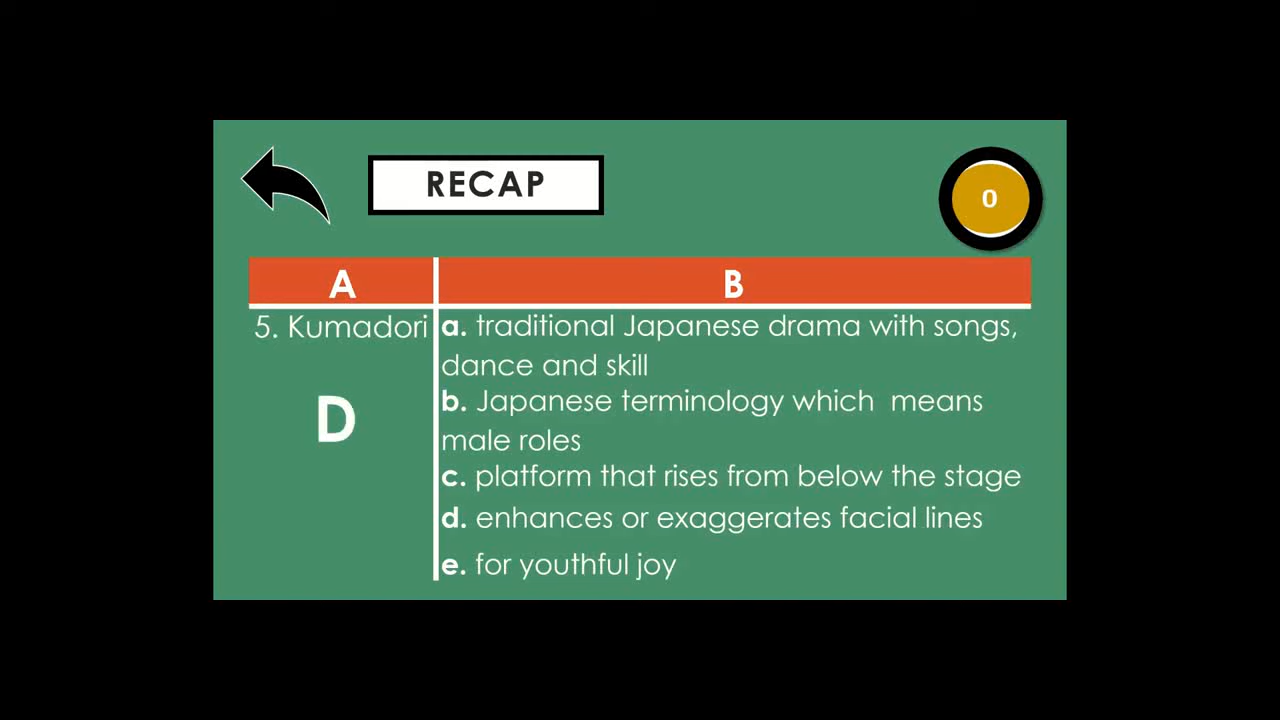 RECAP
0
A
B
5. Kumadori
D
a. traditional Japanese drama with songs,
dance and skill
b. Japanese terminology which  means
male roles
c. platform that rises from below the stage
d. enhances or exaggerates facial lines
e. for youthful joy